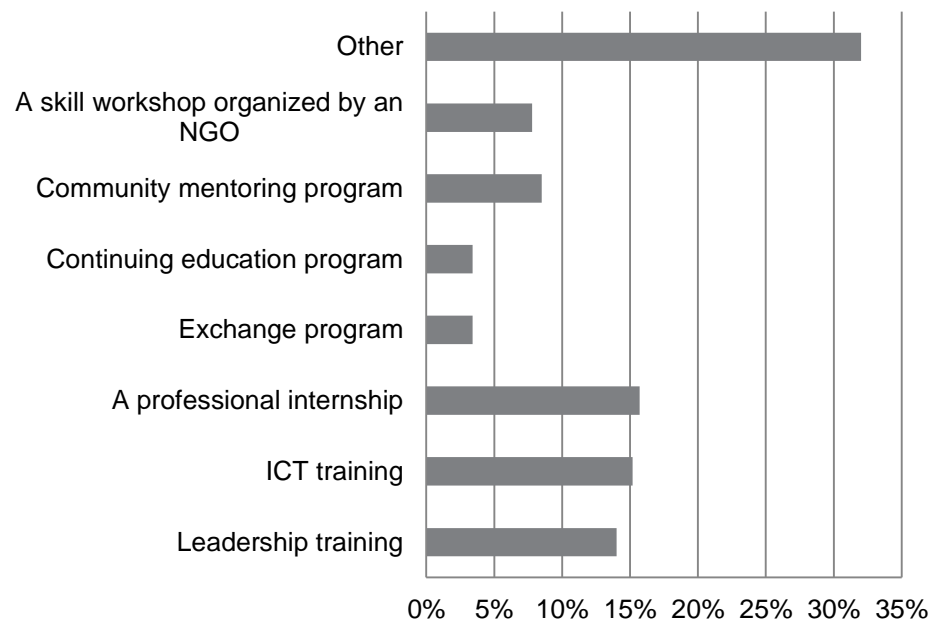 Other
A skill workshop organized by an
NGO
Community mentoring program
Continuing education program
Exchange program
A professional internship
ICT training
Leadership training
0% 5% 10% 15% 20% 25% 30% 35%